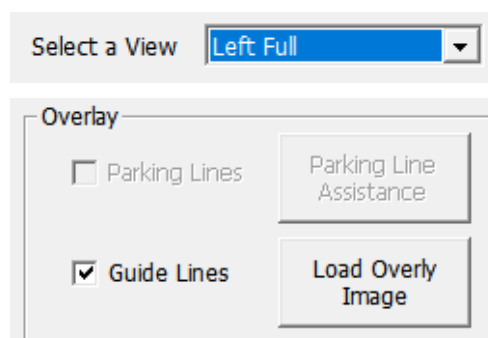 Select a View Left Full
Overlay
Parking Lines
Parking Line
Assistance
Guide Lines
Load Overly
Image